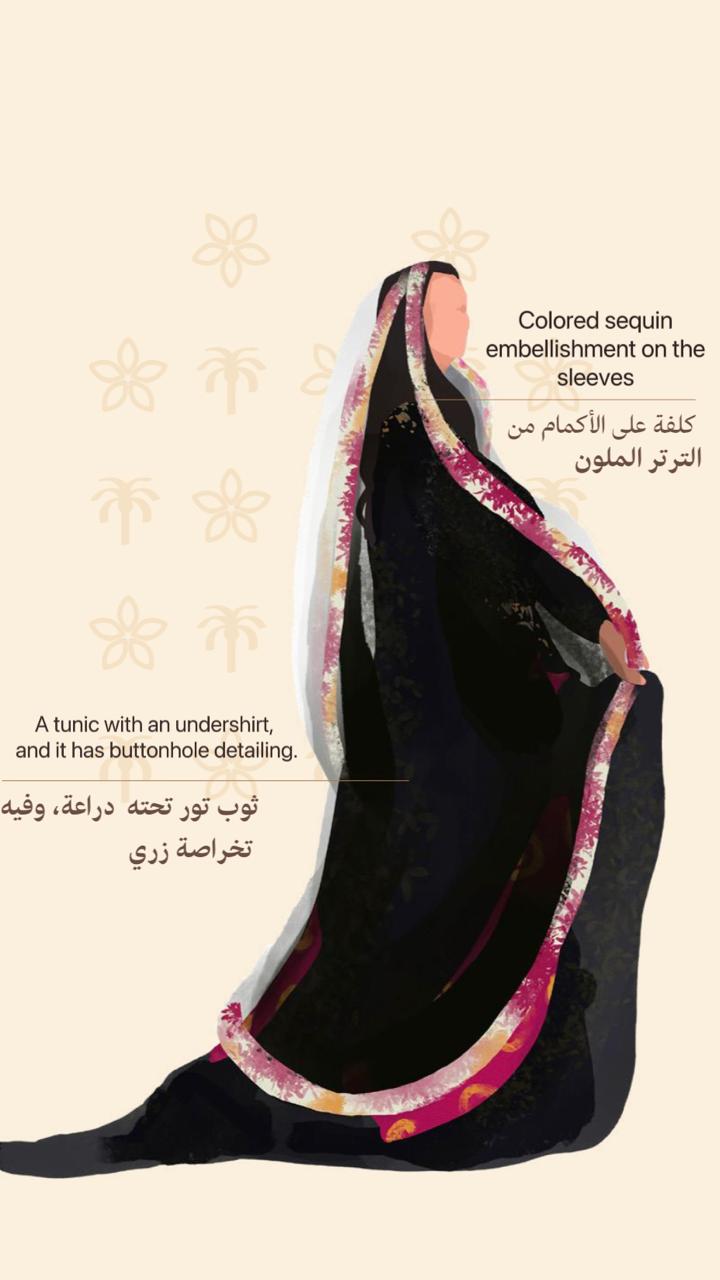 Colored sequin
embellishment on the
sleeves
كلفة على الأكمام من
الترتر الملون
A tunic with an undershirt,
and it has buttonhole detailing.
ثوب تور تحته دراعة، وفيه
تخراصة زري